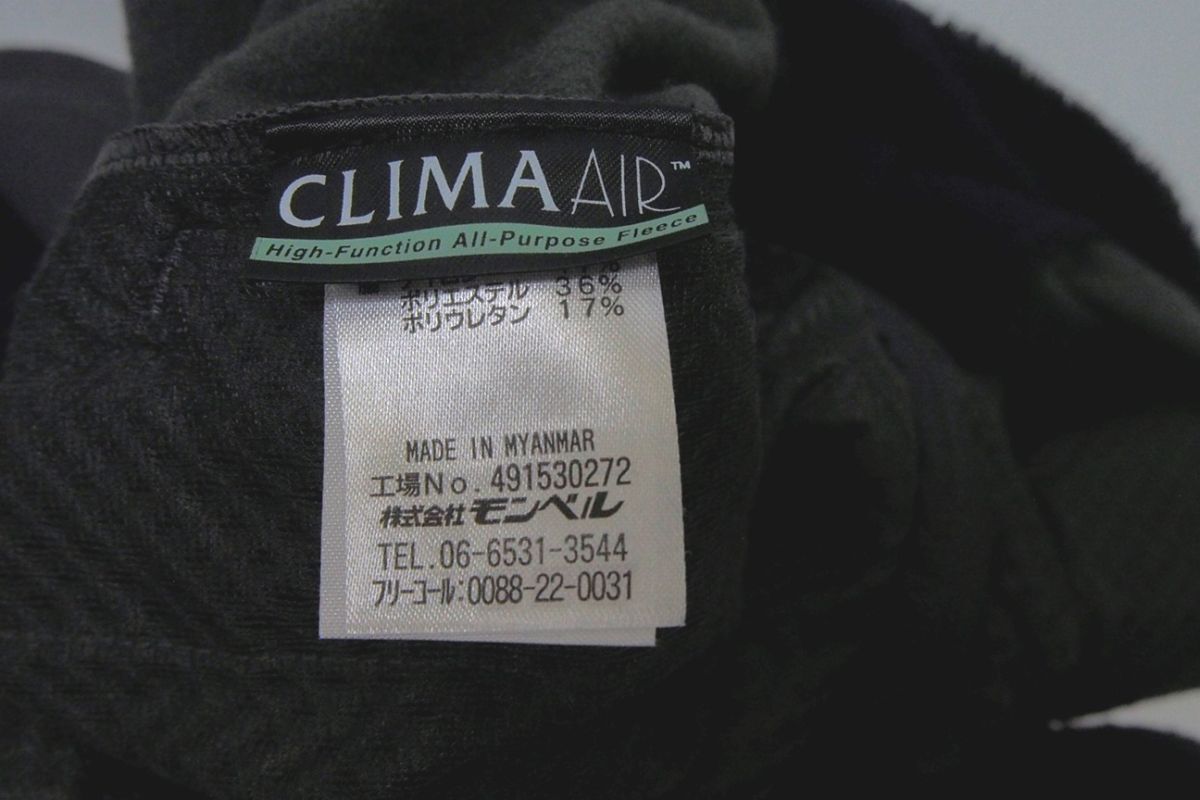 CLIMAAIR™
High-Function All-Purpose Fleece
ポリエステル 36%
ポリウレタン 17%
MADE IN MYANMAR
工場No.491530272
株式会社モンベル
TEL.06-6531-3544
フリーコール:0088-22-0031